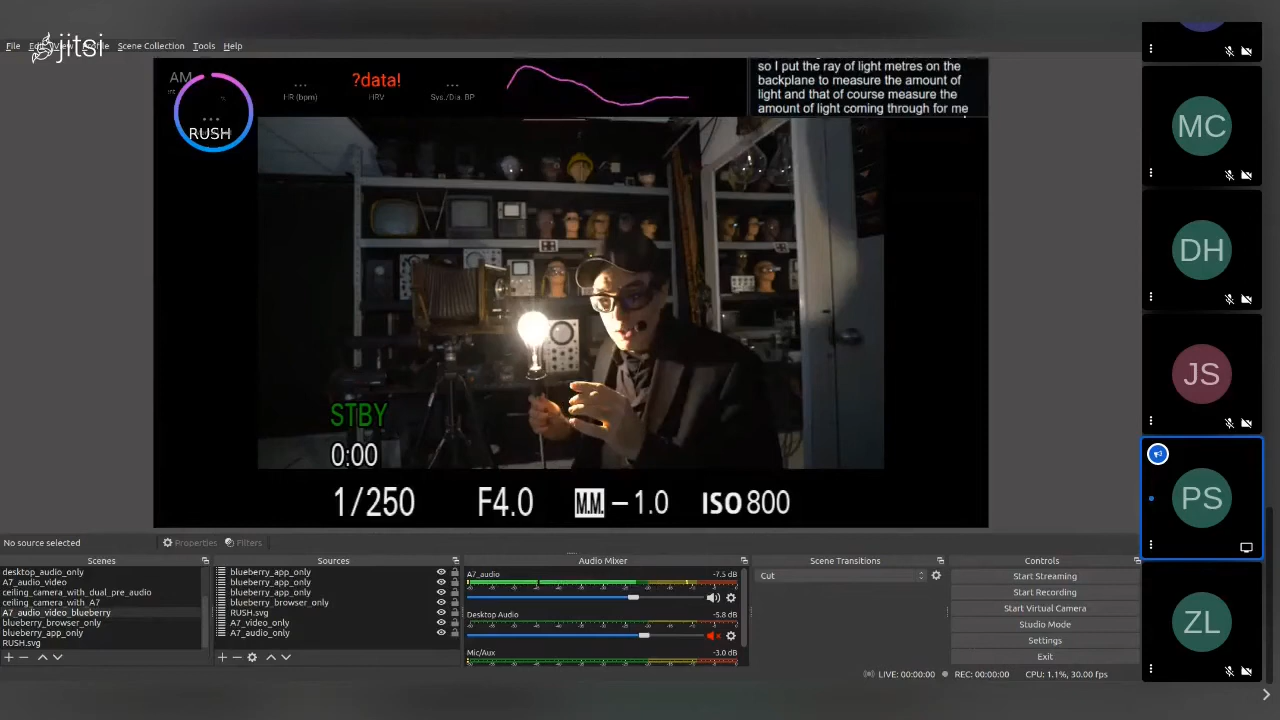 jitsi
File
Scene Collection
Tools
Help
AM
...
RUSH
...
HR (bpm)
?data!
HRV
...
Sys./Dia. BP
so I put the ray of light metres on the
backplane to measure the amount of
light and that of course measure the
amount of light coming through for me
STBY
0:00
1/250
F4.0
M.M. –1.0
ISO 800
MC
DH
JS
PS
ZL
No source selected
Properties
Filters
Scenes
desktop_audio_only
A7_audio_video
ceiling_camera_with_dual_pre_audio
ceiling_camera_with_A7
A7_audio_video_blueberry
blueberry_browser_only
blueberry_app_only
RUSH.svg
Sources
blueberry_app_only
blueberry_app_only
blueberry_app_only
blueberry_browser_only
RUSH.svg
A7_video_only
A7_audio_only
Audio Mixer
A7_audio
-7.5 dB
Desktop Audio
-5.8 dB
Mic/Aux
-3.0 dB
Scene Transitions
Cut
Controls
Start Streaming
Start Recording
Start Virtual Camera
Studio Mode
Settings
Exit
LIVE: 00:00:00
REC: 00:00:00
CPU: 1.1%, 30.00 fps